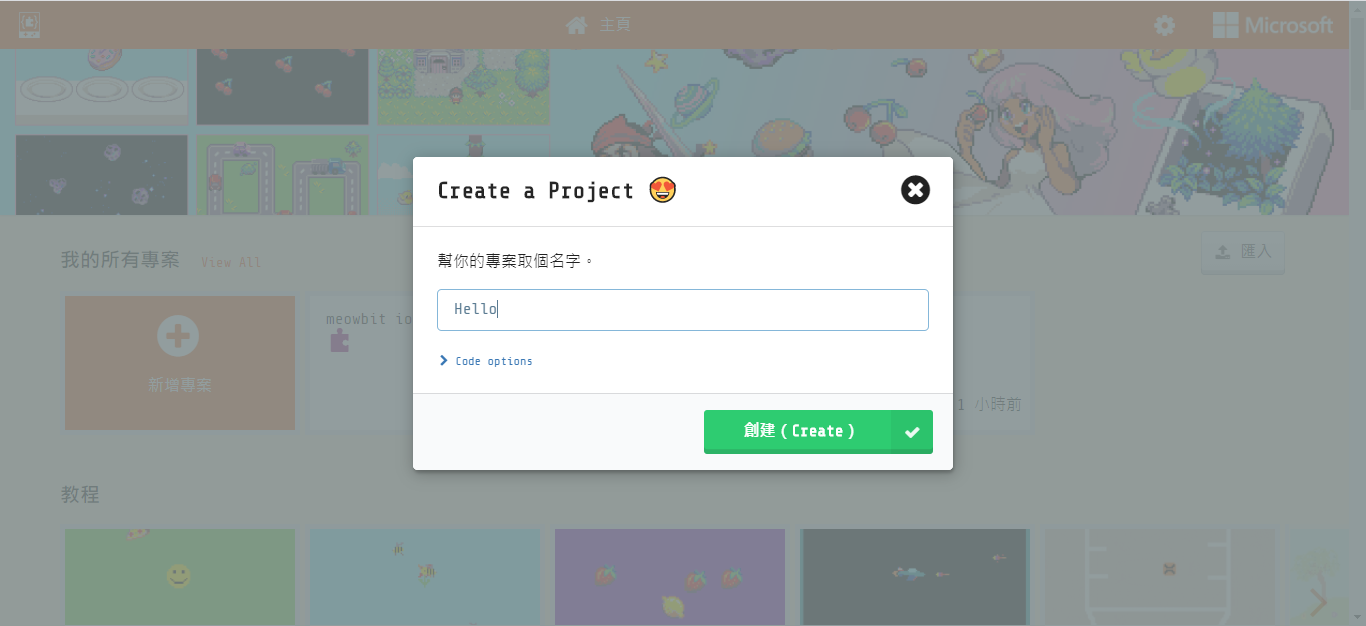 主頁
Microsoft
Create a Project
幫你的專案取個名字。
Hello
Code options
創建 ( Create )
我的所有專案 View All
匯入
新增專案
meowbit io
1 小時前
教程